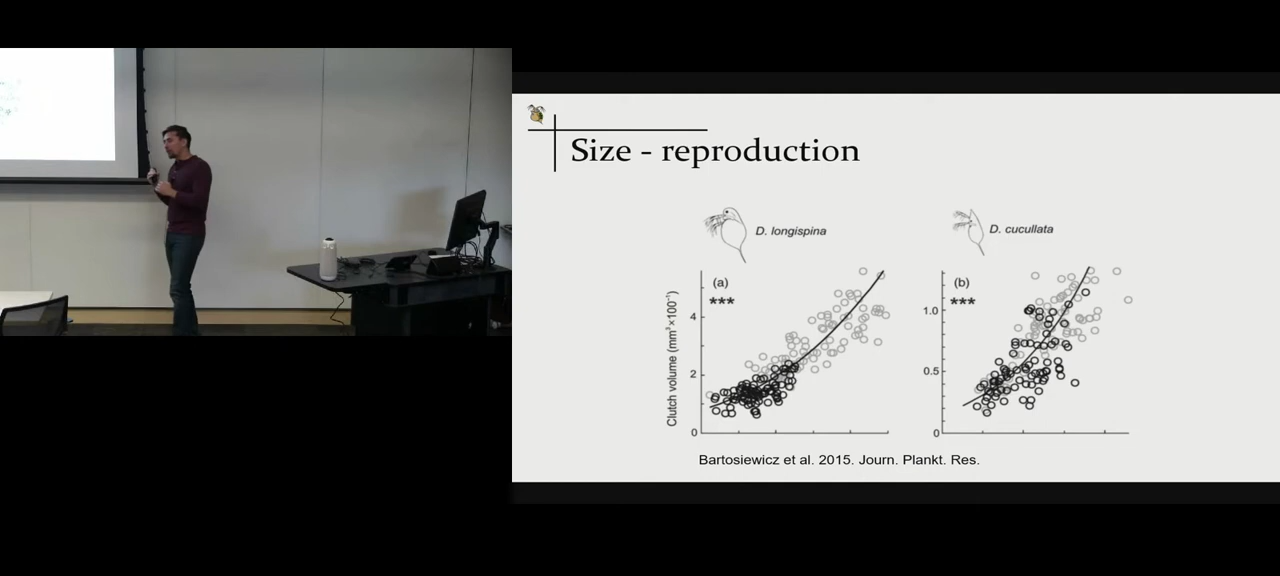 Size - reproduction
D. longispina
D. cucullata
(a)
***
(b)
***
Clutch volume (mm³×100⁻¹)
4
2
0
1.0
0.5
0
Bartosiewicz et al. 2015. Journ. Plankt. Res.